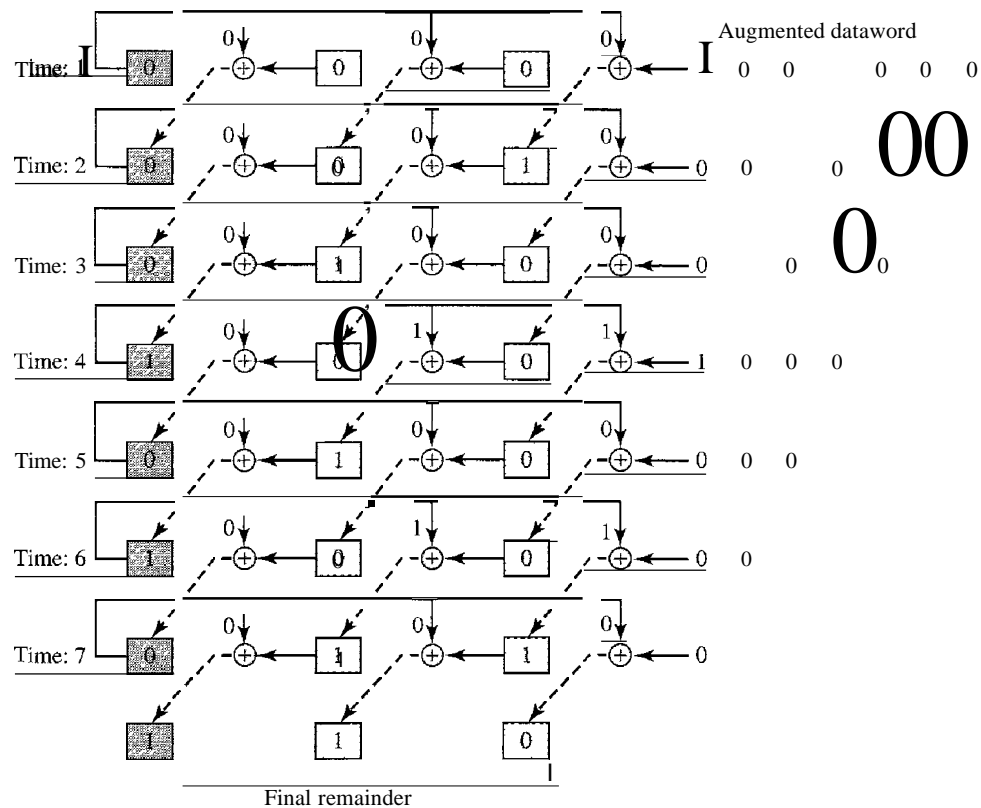 Augmented dataword
0 0 0
Time: 1 0 0 0 I 0 0 0 0 0
0 0 0
Time: 2 0 0 1 0 0 0 00
0 0 0
Time: 3 0 1 0 0 0 0 0
0 1 1
Time: 4 1 0 0 1 0 0 0
0 0 0
Time: 5 0 1 0 0 0 0
0 1 1
Time: 6 1 0 0 0 0
0 0 0
Time: 7 0 1 1 0
1 1 0
Final remainder